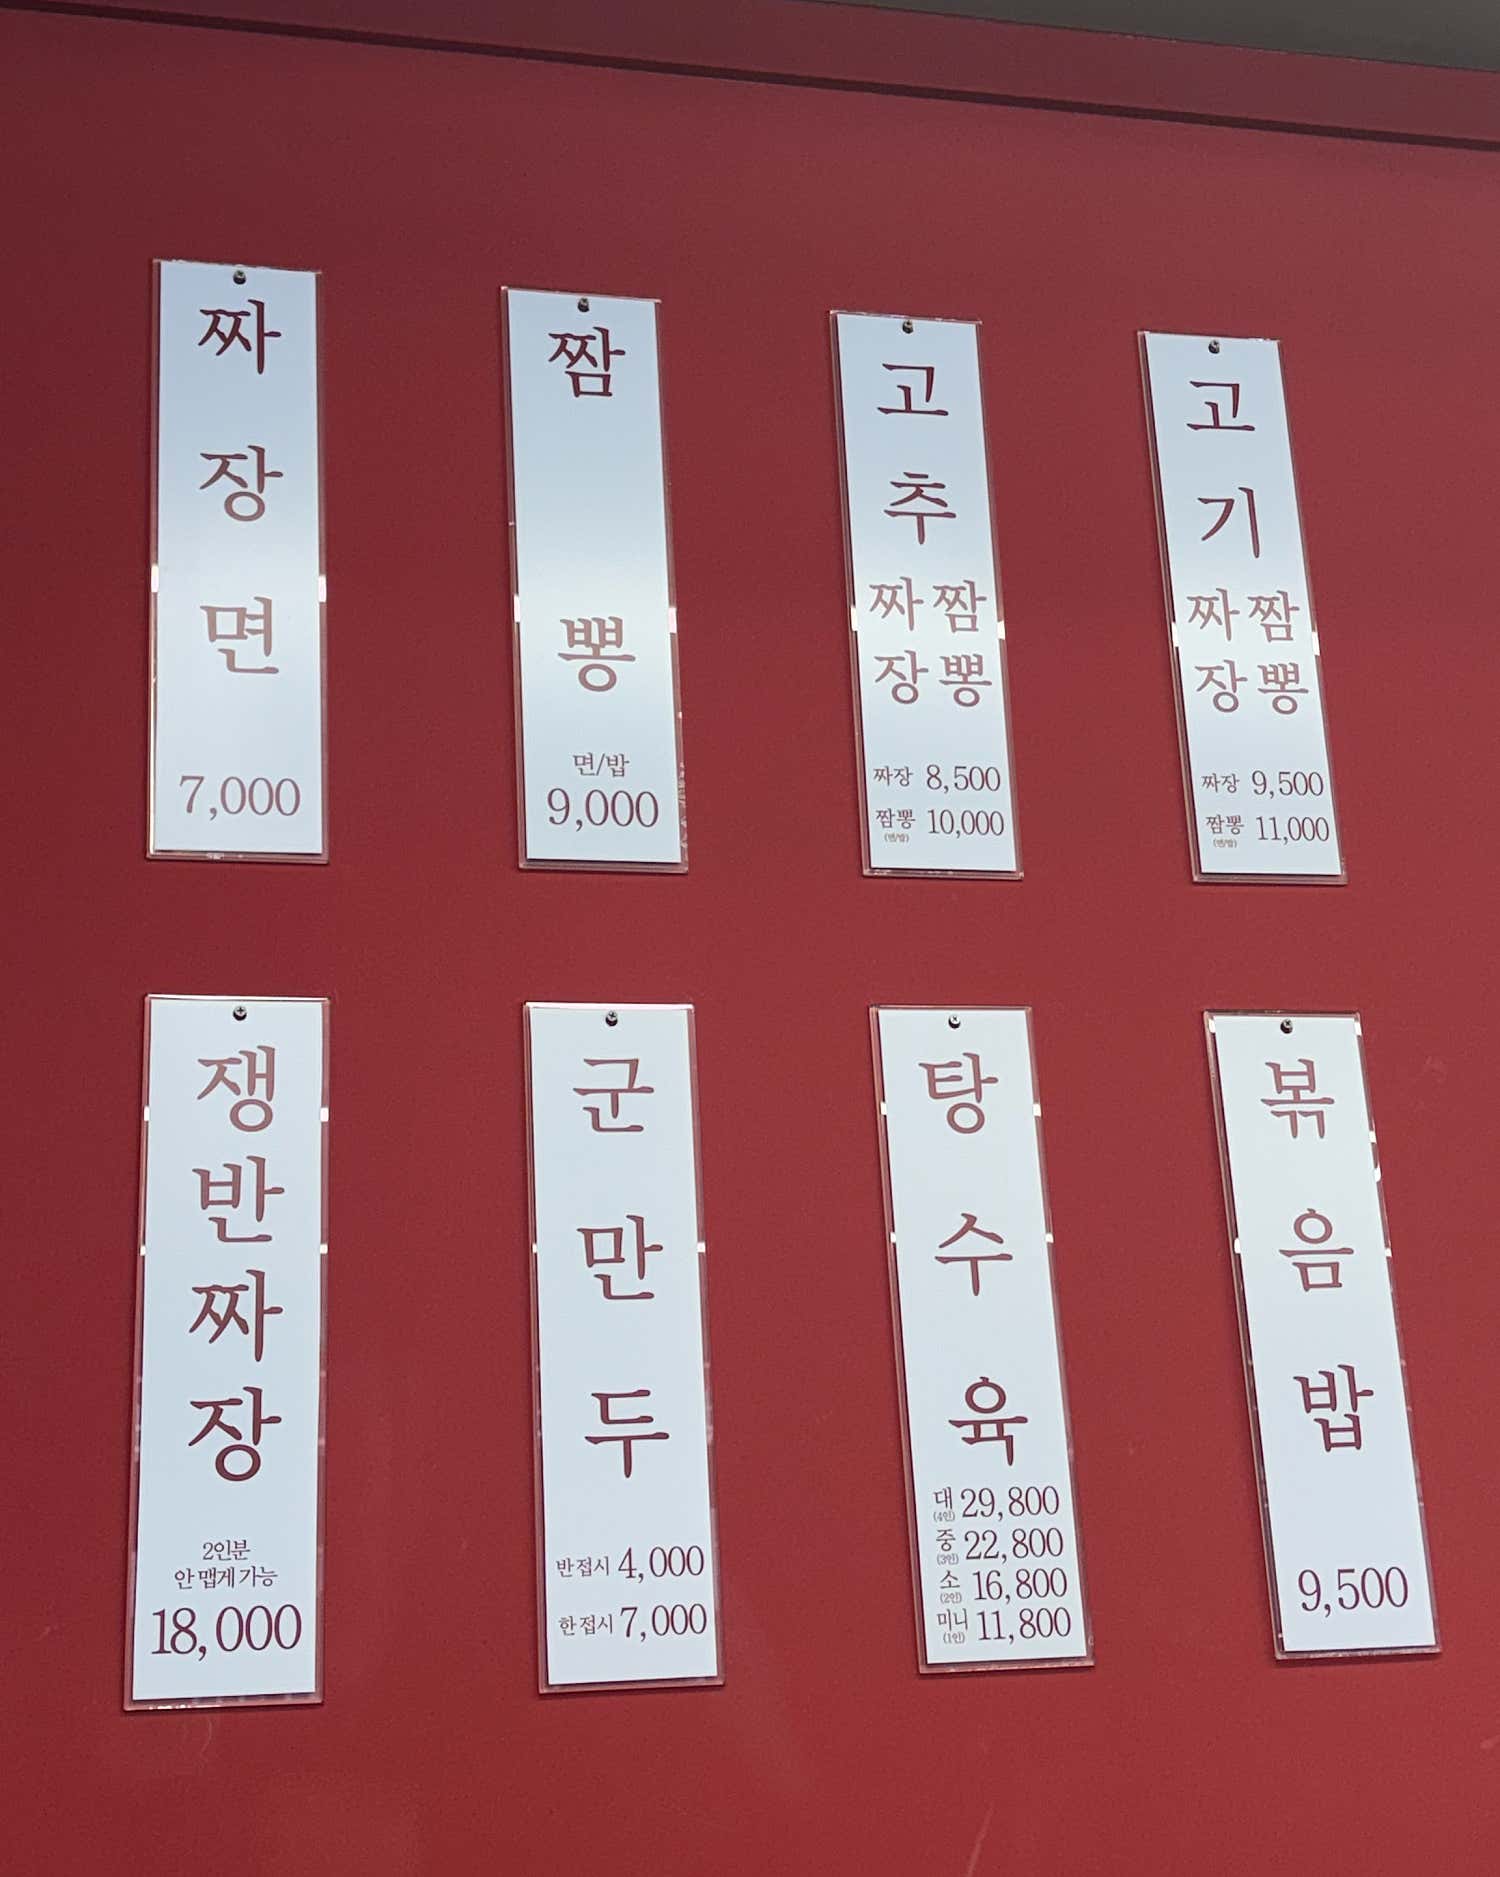 짜장면
7,000
짬뽕
면/밥
9,000
고추
짜장 짬뽕
짜장 8,500
짬뽕 10,000
(면/밥)
고기
짜장 짬뽕
짜장 9,500
짬뽕 11,000
(면/밥)
쟁반짜장
2인분
안 맵게 가능
18,000
군만두
반접시 4,000
한접시 7,000
탕수육
대 29,800
(4인)
중 22,800
(3인)
소 16,800
(2인)
미니 11,800
(1인)
볶음밥
9,500